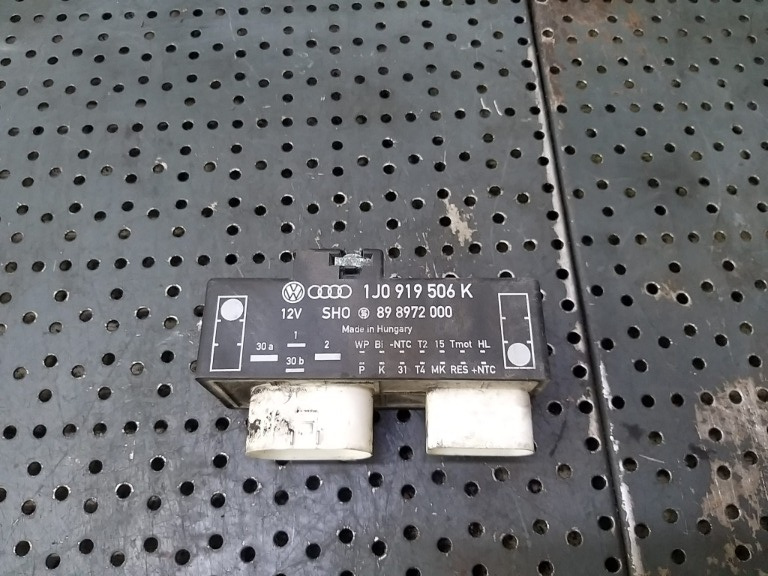 1J0 919 506 K
12V SHO 89 8972 000
Made in Hungary
1
30 a 2 WP Bi -NTC T2 15 Tmot HL
30 b P K 31 T4 MK RES +NTC